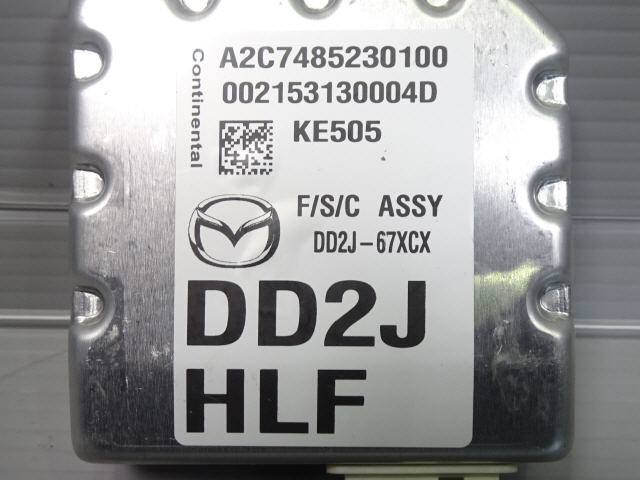 Continental
A2C7485230100
002153130004D
KE505
F/S/C ASSY
DD2J-67XCX
DD2J
HLF